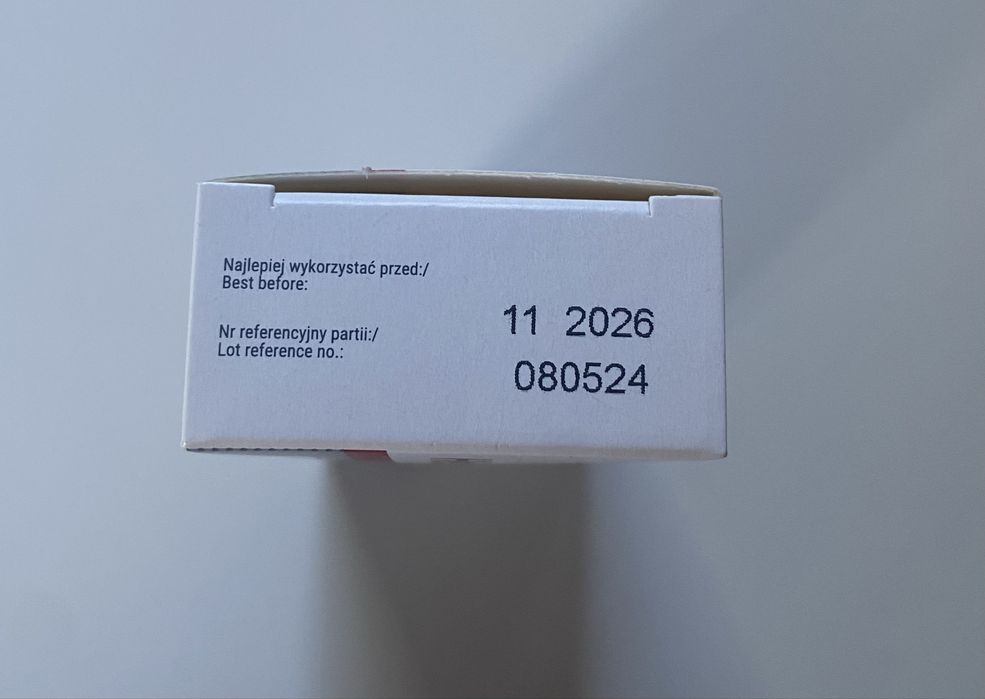 Najlepiej wykorzystać przed:/
Best before:
11 2026
Nr referencyjny partii:/
Lot reference no.:
080524